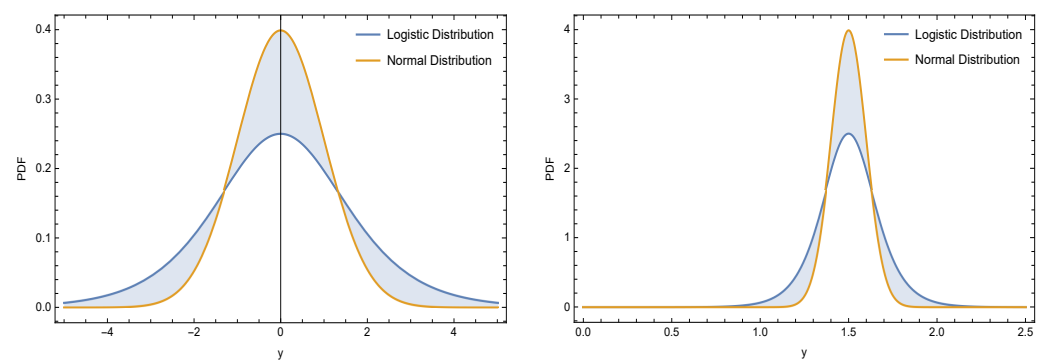 Logistic Distribution
Normal Distribution
0.4
0.3
0.2
0.1
0.0
PDF
−4 −2 0 2 4
y
Logistic Distribution
Normal Distribution
4
3
2
1
0
PDF
0.0 0.5 1.0 1.5 2.0 2.5
y